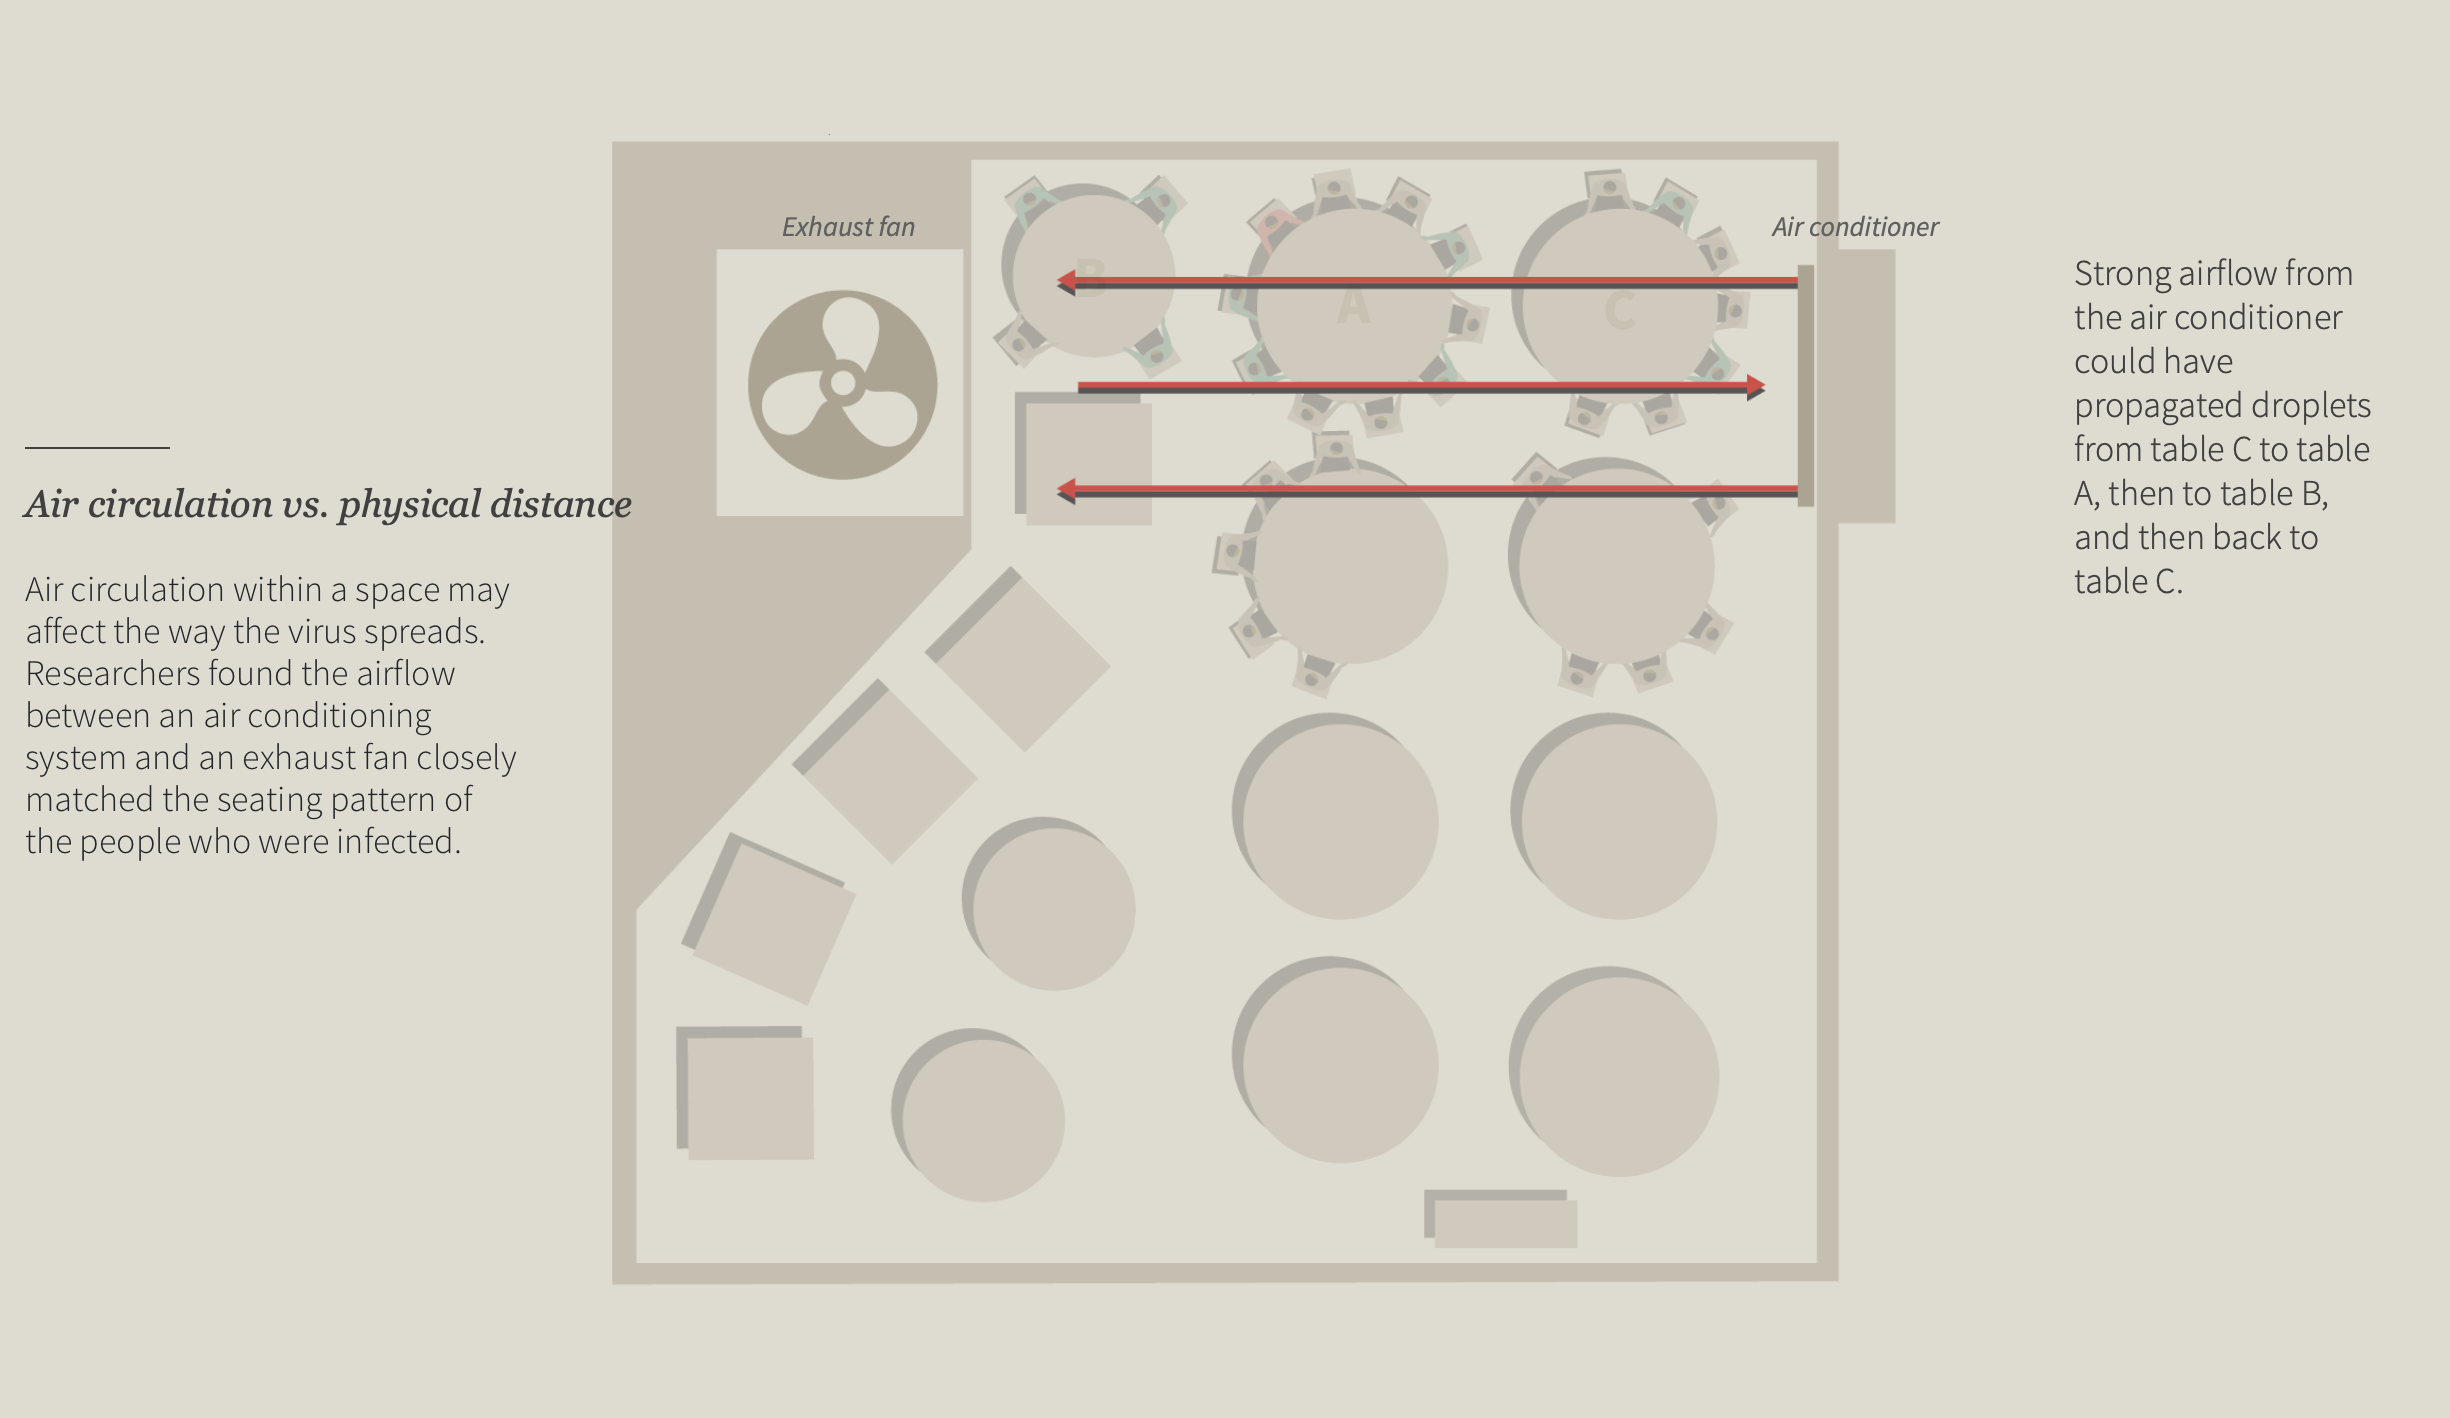 Exhaust fan
Air conditioner
B
A
C
Air circulation vs. physical distance
Air circulation within a space may
affect the way the virus spreads.
Researchers found the airflow
between an air conditioning
system and an exhaust fan closely
matched the seating pattern of
the people who were infected.
Strong airflow from
the air conditioner
could have
propagated droplets
from table C to table
A, then to table B,
and then back to
table C.